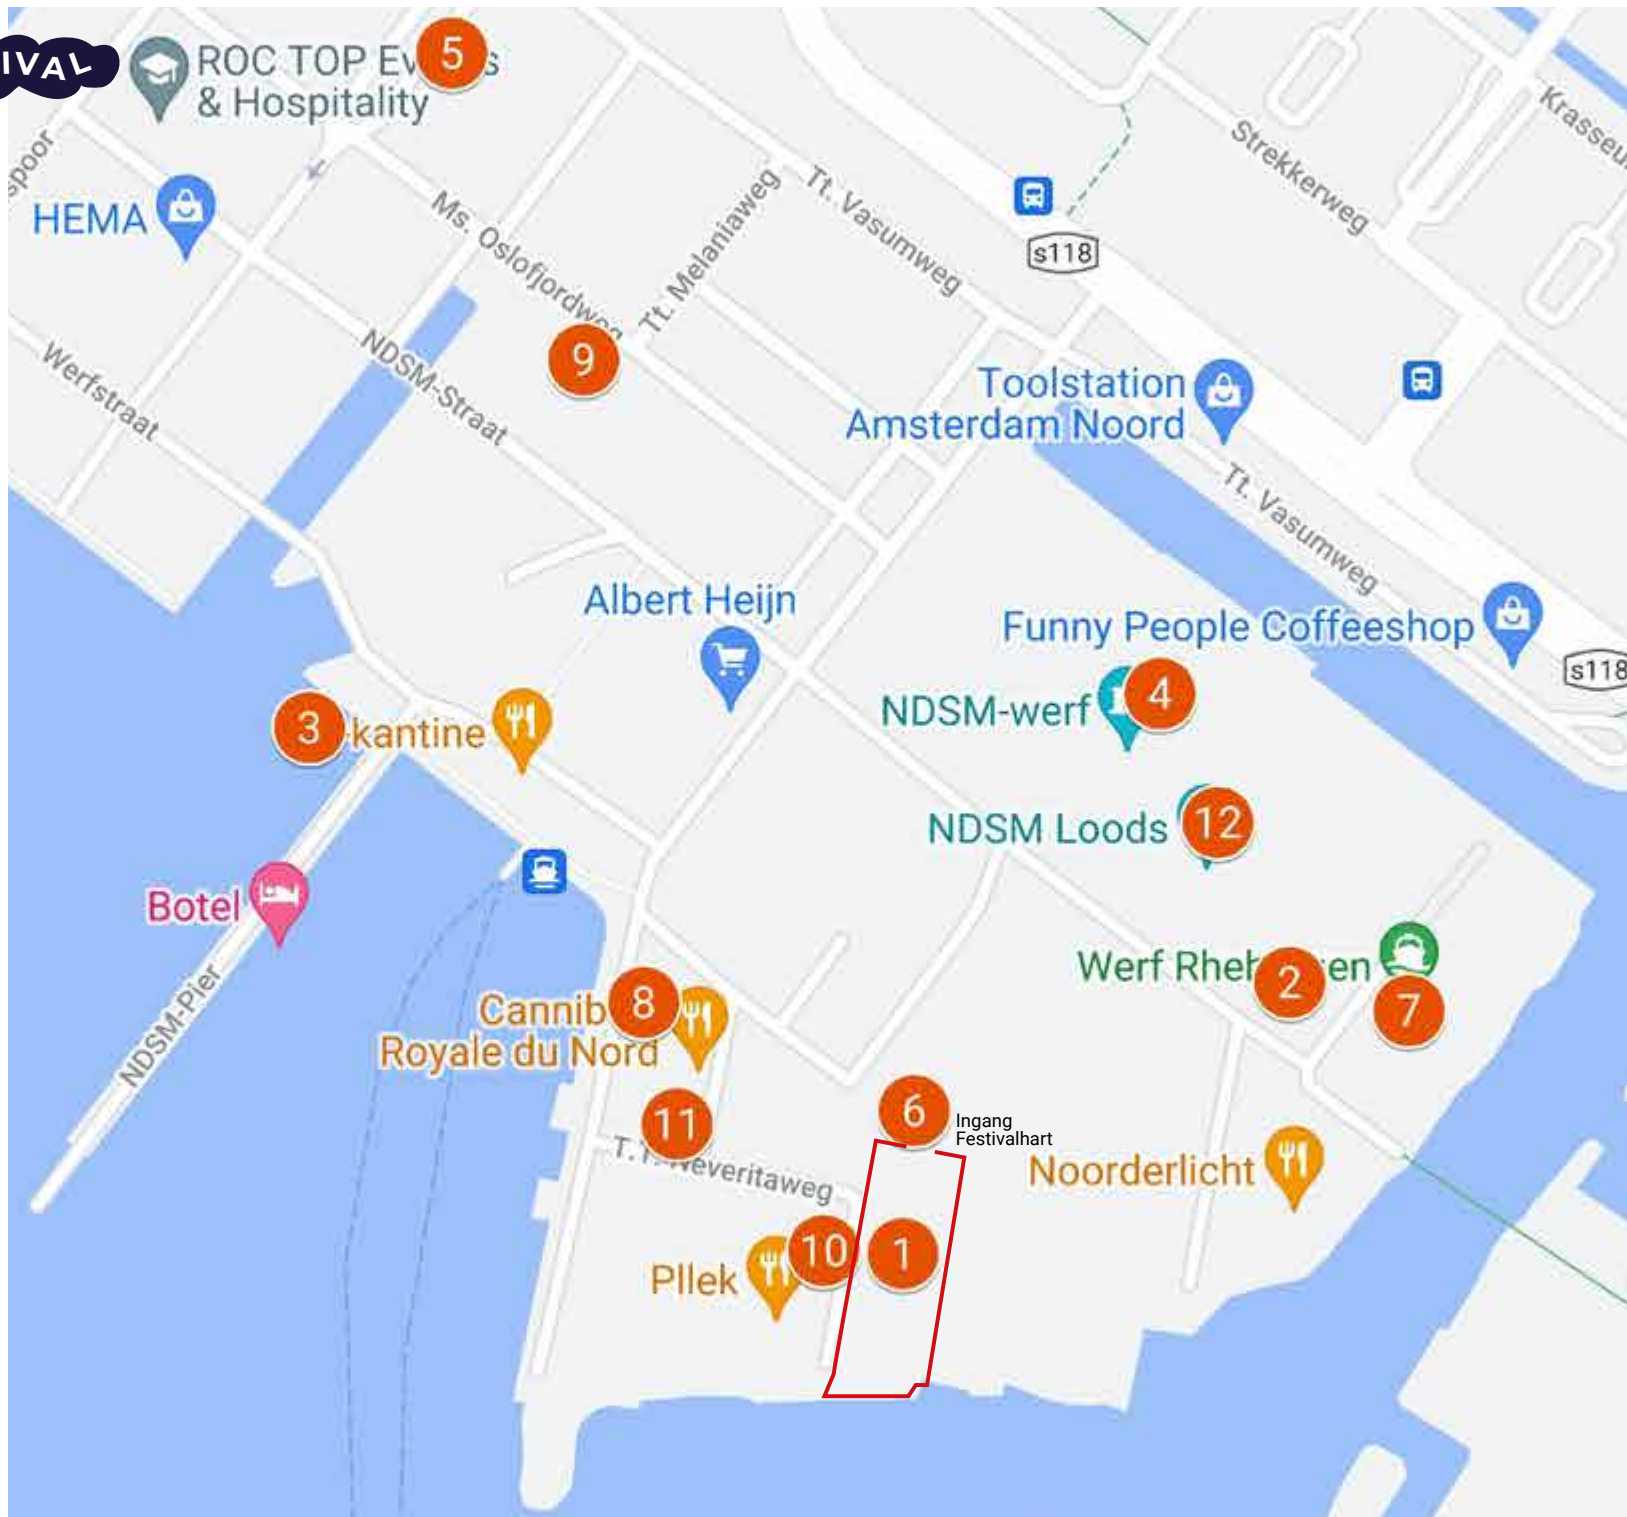 IVAL
5
ROC TOP Ev s
& Hospitality
spoor
HEMA
Ms. Oslofjordweg
Tt. Melaniaweg
Tt. Vasumweg
Strekkerweg
Krasseu
s118
9
NDSM-Straat
Werfstraat
Toolstation
Amsterdam Noord
Tt. Vasumweg
Albert Heijn
Funny People Coffeeshop
s118
4
NDSM-werf
3
-kantine
12
NDSM Loods
Botel
NDSM-Pier
Werf Rhe en
2
7
8
Cannib
Royale du Nord
11
6
Ingang
Festivalhart
T.T. Neveritaweg
Noorderlicht
10
1
Pllek